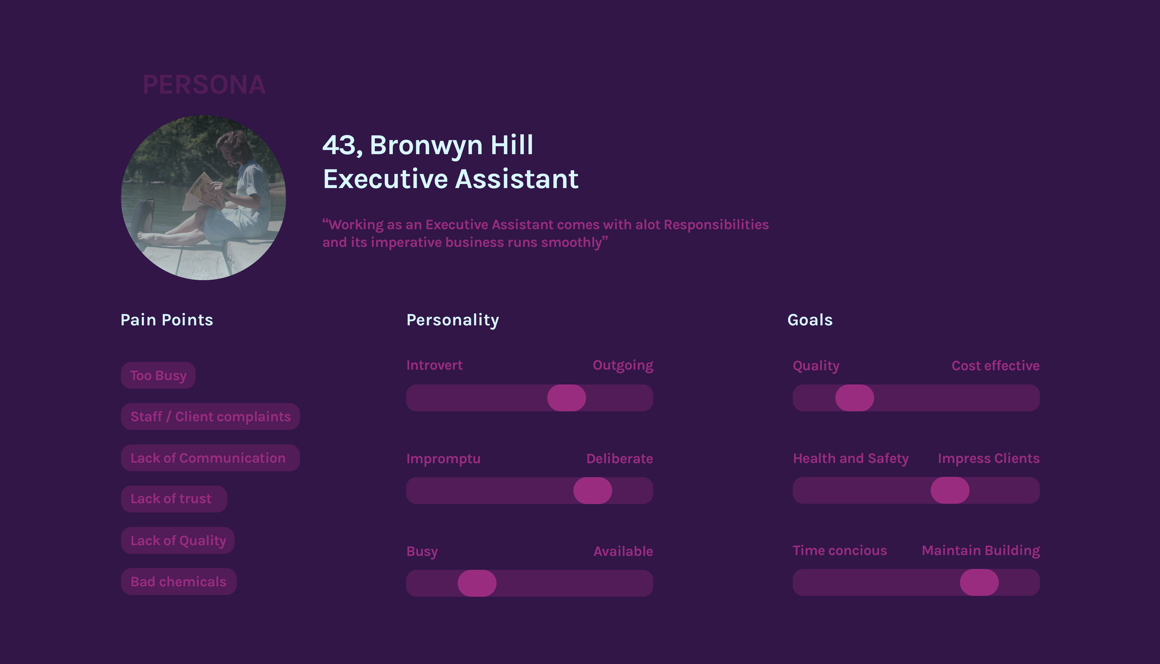 PERSONA
43, Bronwyn Hill
Executive Assistant
“Working as an Executive Assistant comes with alot Responsibilities
and its imperative business runs smoothly”
Pain Points
Too Busy
Staff / Client complaints
Lack of Communication
Lack of trust
Lack of Quality
Bad chemicals
Personality
Introvert Outgoing
Impromptu Deliberate
Busy Available
Goals
Quality Cost effective
Health and Safety Impress Clients
Time concious Maintain Building